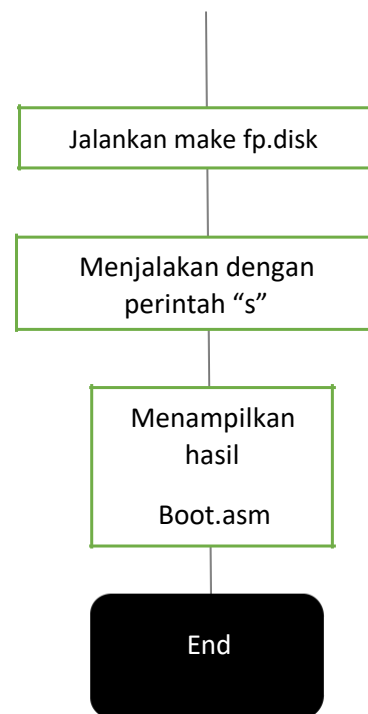 Jalankan make fp.disk
Menjalakan dengan
perintah “s”
Menampilkan
hasil
Boot.asm
End